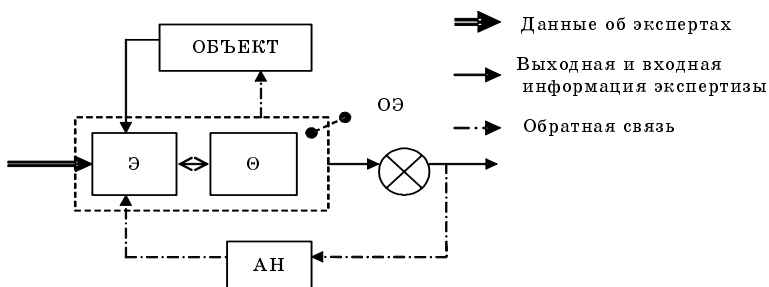 ОБЪЕКТ
Данные об экспертах
Выходная и входная
информация экспертизы
ОЭ
Обратная связь
Э
Θ
АН